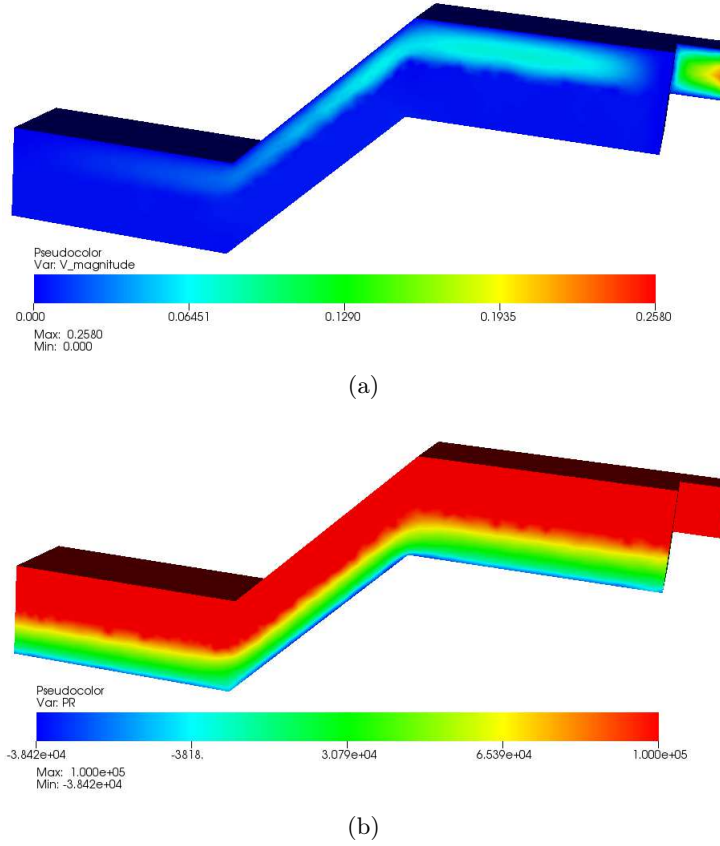 Pseudocolor
Var: V_magnitude
0.000 0.06451 0.1290 0.1935 0.2580
Max: 0.2580
Min: 0.000
(a)
Pseudocolor
Var: PR
-3.842e+04 -3818. 3.079e+04 6.539e+04 1.000e+05
Max: 1.000e+05
Min: -3.842e+04
(b)